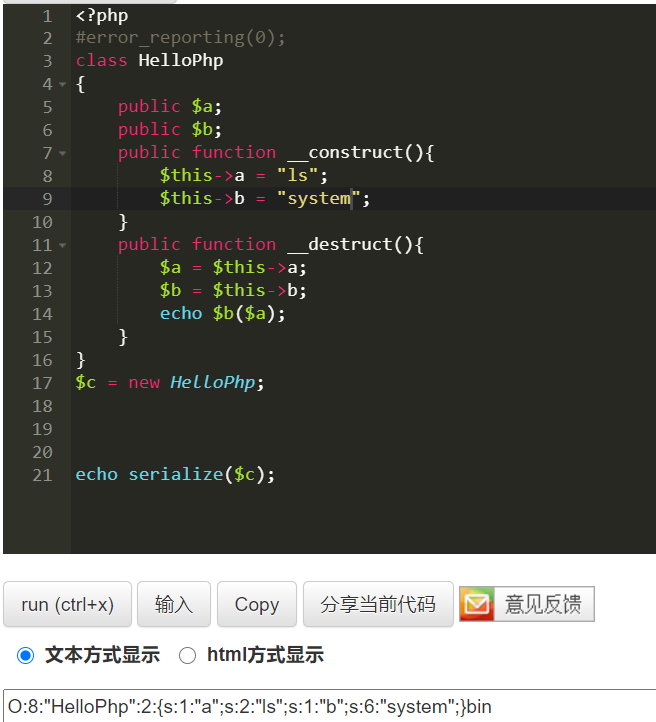 1 <?php
2 #error_reporting(0);
3 class HelloPhp
4 {
5 public $a;
6 public $b;
7 public function __construct(){
8 $this->a = "ls";
9 $this->b = "system";
10 }
11 public function __destruct(){
12 $a = $this->a;
13 $b = $this->b;
14 echo $b($a);
15 }
16 }
17 $c = new HelloPhp;
18
19
20
21 echo serialize($c);
run (ctrl+x) 输入 Copy 分享当前代码 意见反馈
文本方式显示 html方式显示
O:8:"HelloPhp":2:{s:1:"a";s:2:"ls";s:1:"b";s:6:"system";}bin